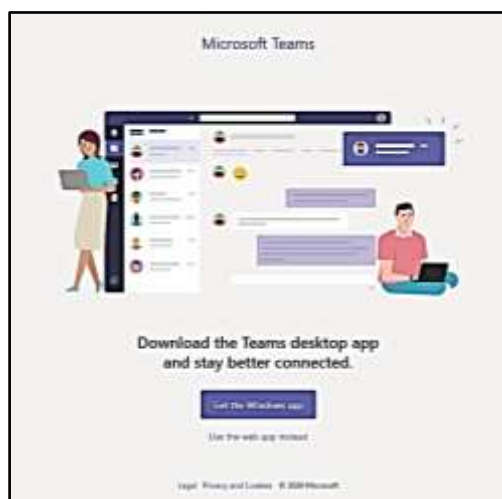 Microsoft Teams
Download the Teams desktop app
and stay better connected.
Get the Windows app
Use the web app instead
Legal Privacy and Cookies © 2020 Microsoft